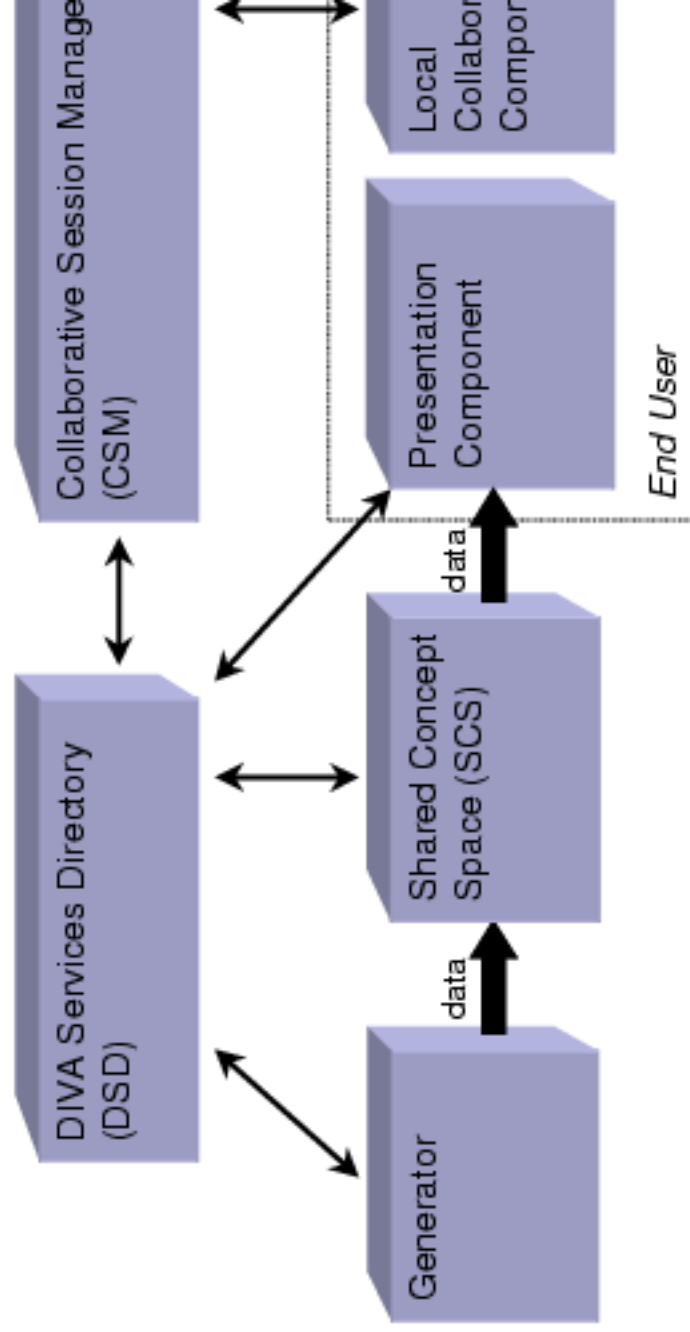 DIVA Services Directory
(DSD)
Collaborative Session Manage
(CSM)
Generator
data
Shared Concept
Space (SCS)
data
Presentation
Component
Local
Collabor
Compon
End User